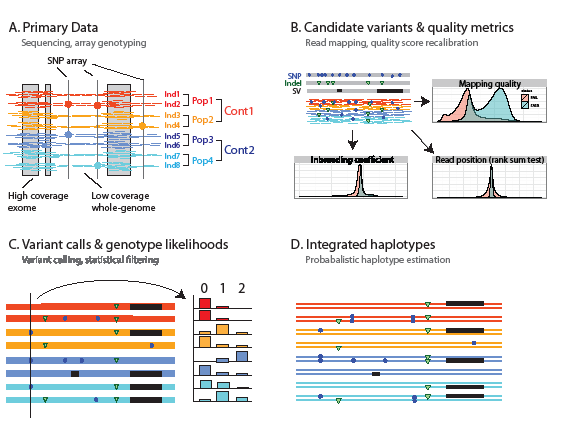 A. Primary Data
Sequencing, array genotyping
SNP array
Ind1
Ind2
Ind3
Ind4
Ind5
Ind6
Ind7
Ind8
Pop1
Pop2
Pop3
Pop4
Cont1
Cont2
High coverage
exome
Low coverage
whole-genome
B. Candidate variants & quality metrics
Read mapping, quality score recalibration
SNP
Indel
SV
Mapping quality
Inbreeding coefficient
Read position (rank sum test)
C. Variant calls & genotype likelihoods
Variant calling, statistical filtering
0 1 2
D. Integrated haplotypes
Probabalistic haplotype estimation